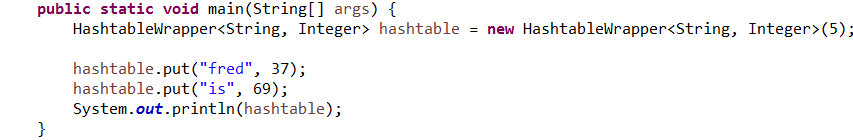 public static void main(String[] args) {
HashtableWrapper<String, Integer> hashtable = new HashtableWrapper<String, Integer>(5);
hashtable.put("fred", 37);
hashtable.put("is", 69);
System.out.println(hashtable);
}